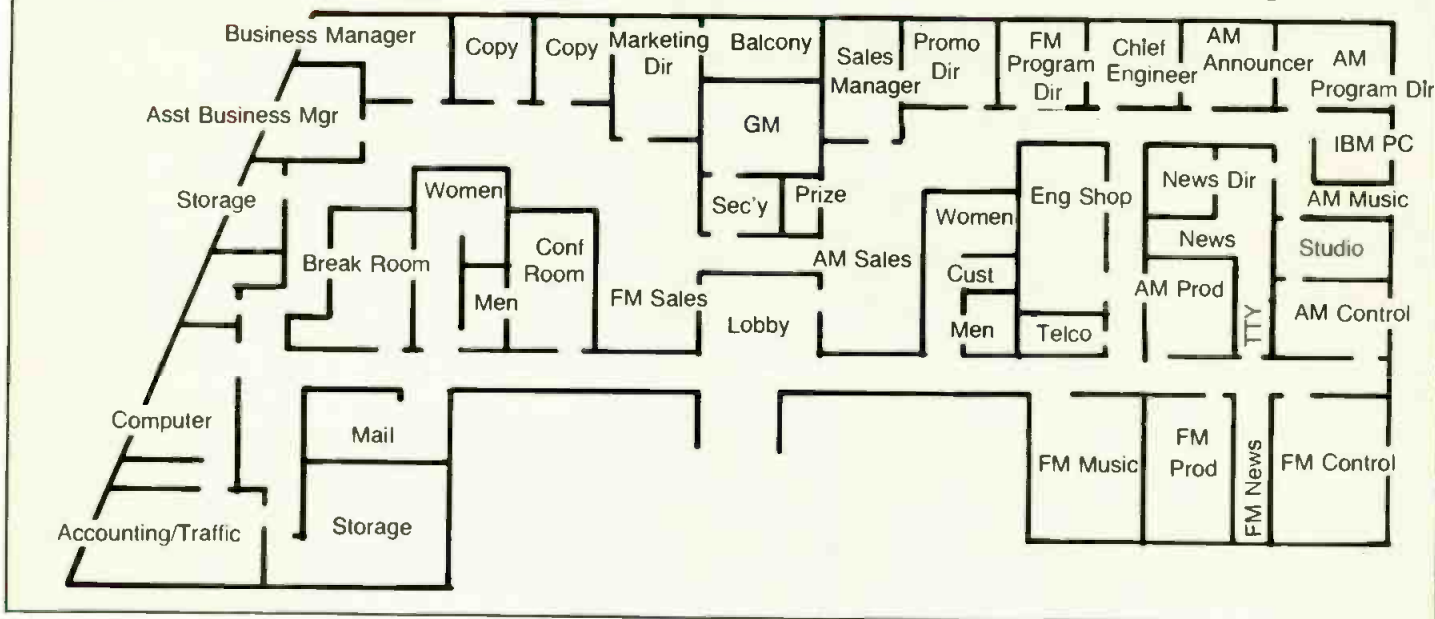 Business Manager
Copy
Copy
Marketing
Dir
Balcony
Sales
Manager
Promo
Dir
FM
Program
Dir
Chief
Engineer
AM
Announcer
AM
Program Dir
Asst Business Mgr
GM
IBM PC
Storage
Women
Sec'y
Prize
Women
Eng Shop
News Dir
AM Music
Break Room
Conf
Room
AM Sales
News
Studio
Men
FM Sales
Lobby
Cust
Men
Telco
AM Prod
TTY
AM Control
Computer
Mail
FM Music
FM
Prod
FM News
FM Control
Accounting/Traffic
Storage